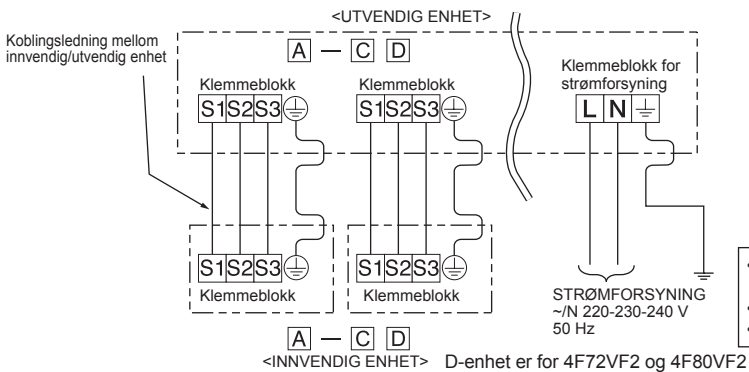 <UTVENDIG ENHET>
Koblingsledning mellom
innvendig/utvendig enhet
A — C D
Klemmeblokk
S1 S2 S3
Klemmeblokk
S1 S2 S3
Klemmeblokk for
strømforsyning
L N
S1 S2 S3
Klemmeblokk
S1 S2 S3
Klemmeblokk
STRØMFORSYNING
~/N 220-230-240 V
50 Hz
A — C D
<INNVENDIG ENHET>
D-enhet er for 4F72VF2 og 4F80VF2